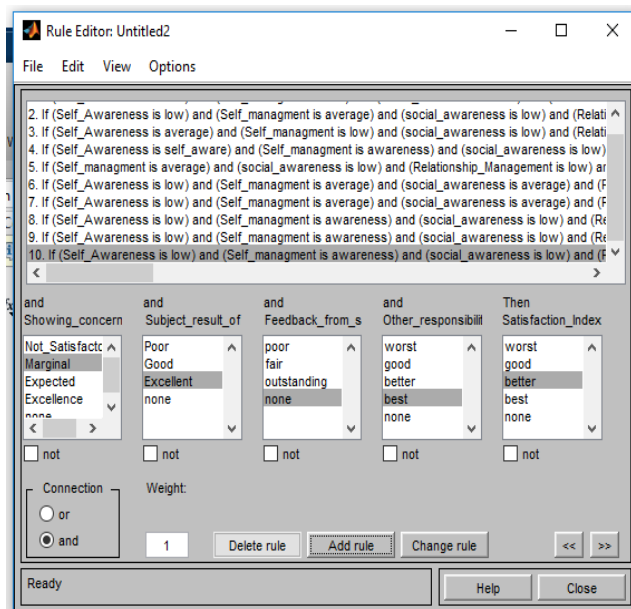 Rule Editor: Untitled2
File Edit View Options
2. If (Self_Awareness is low) and (Self_managment is average) and (social_awareness is low) and (Relati
3. If (Self_Awareness is average) and (Self_managment is low) and (social_awareness is low) and (Relati
4. If (Self_Awareness is self_aware) and (Self_managment is awareness) and (social_awareness is low)
5. If (Self_managment is average) and (social_awareness is low) and (Relationship_Management is low) ar
6. If (Self_Awareness is low) and (Self_managment is average) and (social_awareness is average) and (F
7. If (Self_Awareness is low) and (Self_managment is average) and (social_awareness is average) and (F
8. If (Self_Awareness is low) and (Self_managment is awareness) and (social_awareness is low) and (Re
9. If (Self_Awareness is low) and (Self_managment is awareness) and (social_awareness is low) and (Re
10. If (Self_Awareness is low) and (Self_managment is awareness) and (social_awareness is low) and (F
and and and and Then
Showing_concern Subject_result_of Feedback_from_s Other_responsibilit Satisfaction_Index
Not_Satisfactc Poor poor worst worst
Marginal Good fair good good
Expected Excellent outstanding better better
Excellence none none best best
none none none
not not not not not
Connection Weight:
or
and 1 Delete rule Add rule Change rule << >>
Ready Help Close